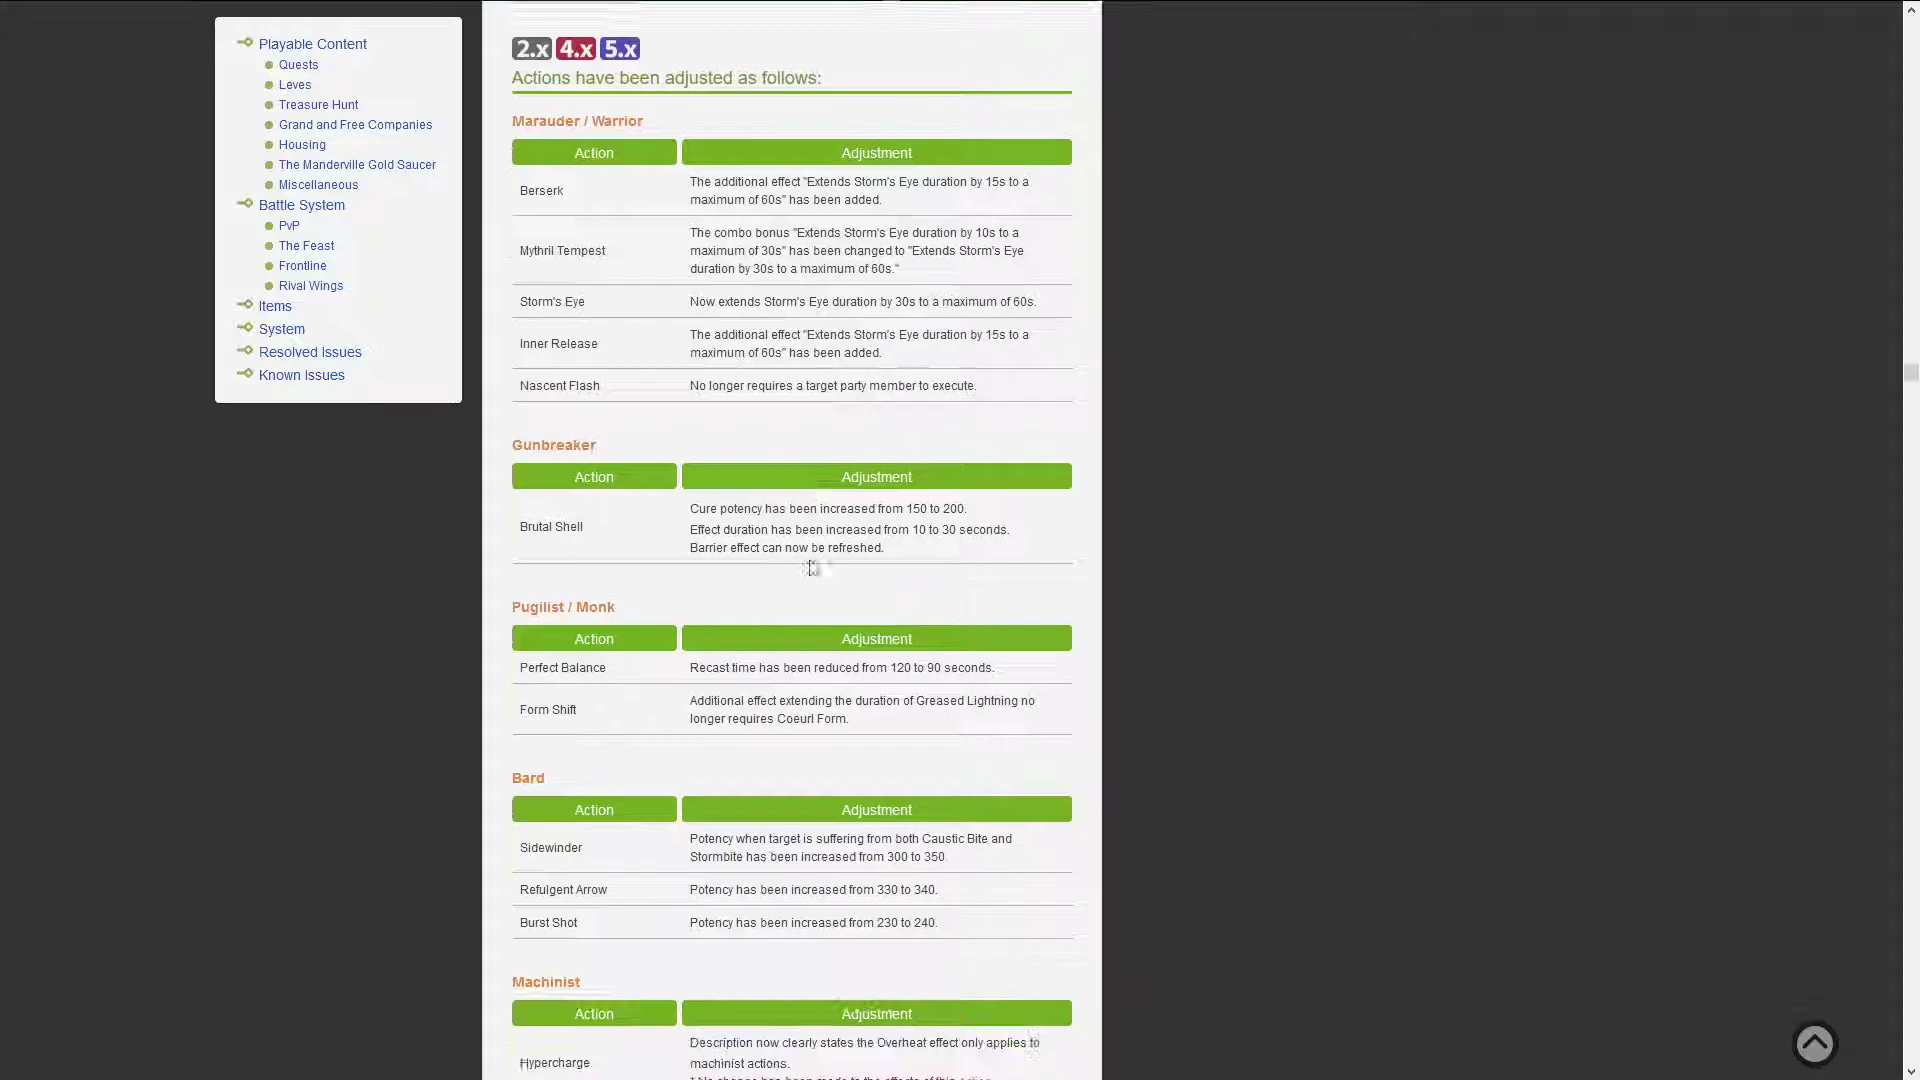 Playable Content
Quests
Leves
Treasure Hunt
Grand and Free Companies
Housing
The Manderville Gold Saucer
Miscellaneous
Battle System
PvP
The Feast
Frontline
Rival Wings
Items
System
Resolved Issues
Known Issues
2.x 4.x 5.x
Actions have been adjusted as follows:
Marauder / Warrior
Action Adjustment
Berserk
The additional effect "Extends Storm's Eye duration by 15s to a
maximum of 60s" has been added.
Mythril Tempest
The combo bonus "Extends Storm's Eye duration by 10s to a
maximum of 30s" has been changed to "Extends Storm's Eye
duration by 30s to a maximum of 60s."
Storm's Eye Now extends Storm's Eye duration by 30s to a maximum of 60s.
Inner Release
The additional effect "Extends Storm's Eye duration by 15s to a
maximum of 60s" has been added.
Nascent Flash No longer requires a target party member to execute.
Gunbreaker
Action Adjustment
Brutal Shell
Cure potency has been increased from 150 to 200.
Effect duration has been increased from 10 to 30 seconds.
Barrier effect can now be refreshed.
Pugilist / Monk
Action Adjustment
Perfect Balance Recast time has been reduced from 120 to 90 seconds.
Form Shift
Additional effect extending the duration of Greased Lightning no
longer requires Coeurl Form.
Bard
Action Adjustment
Sidewinder
Potency when target is suffering from both Caustic Bite and
Stormbite has been increased from 300 to 350.
Refulgent Arrow Potency has been increased from 330 to 340.
Burst Shot Potency has been increased from 230 to 240.
Machinist
Action Adjustment
Hypercharge
Description now clearly states the Overheat effect only applies to
machinist actions.
* No change has been made to the effects of this action.